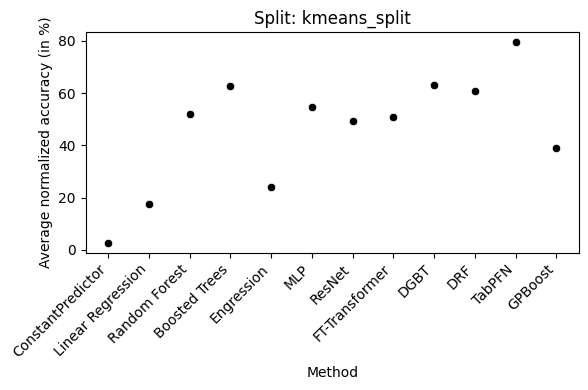 Split: kmeans_split
Average normalized accuracy (in %)
80
60
40
20
0
ConstantPredictor
Linear Regression
Random Forest
Boosted Trees
Engression
MLP
ResNet
FT-Transformer
DGBT
DRF
TabPFN
GPBoost
Method